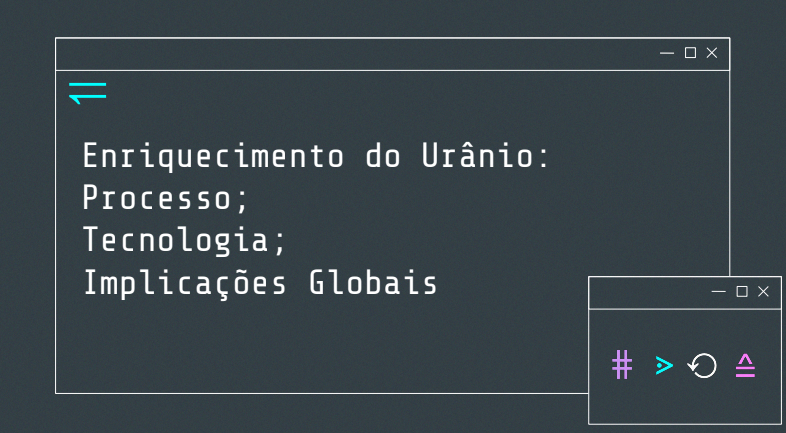 Enriquecimento do Urânio:
Processo;
Tecnologia;
Implicações Globais